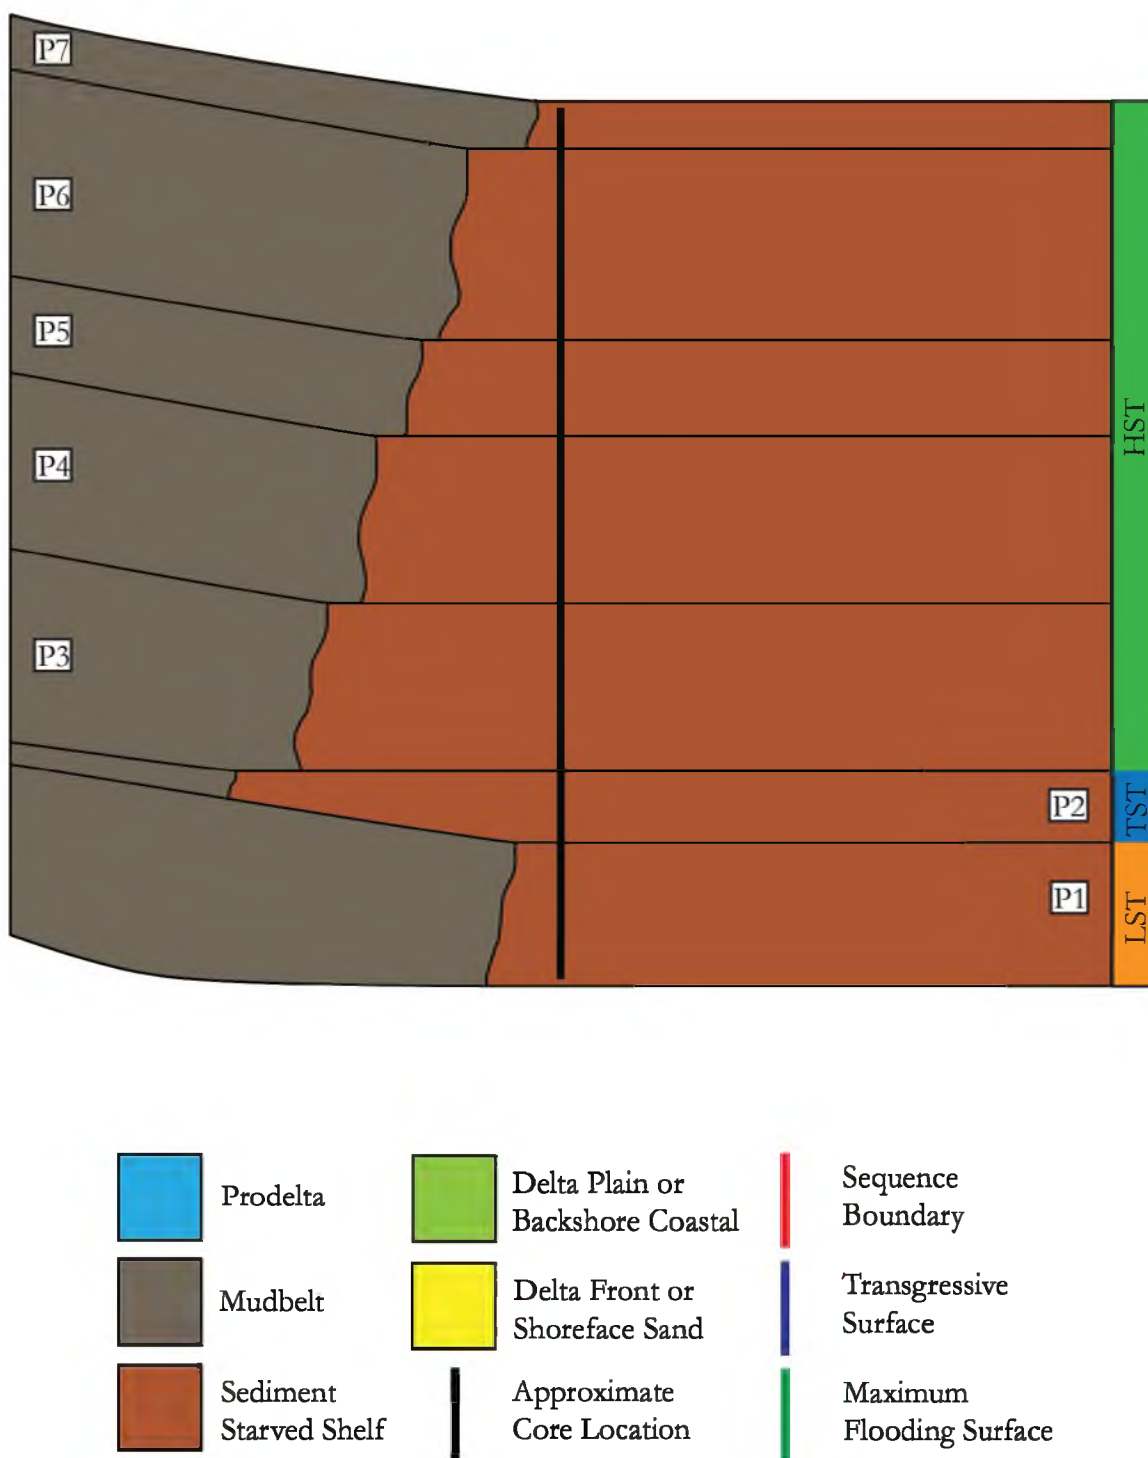 P7
P6
P5
P4
P3
P2
P1
HST
TST
LST
Prodelta
Mudbelt
Sediment
Starved Shelf
Delta Plain or
Backshore Coastal
Delta Front or
Shoreface Sand
Approximate
Core Location
Sequence
Boundary
Transgressive
Surface
Maximum
Flooding Surface